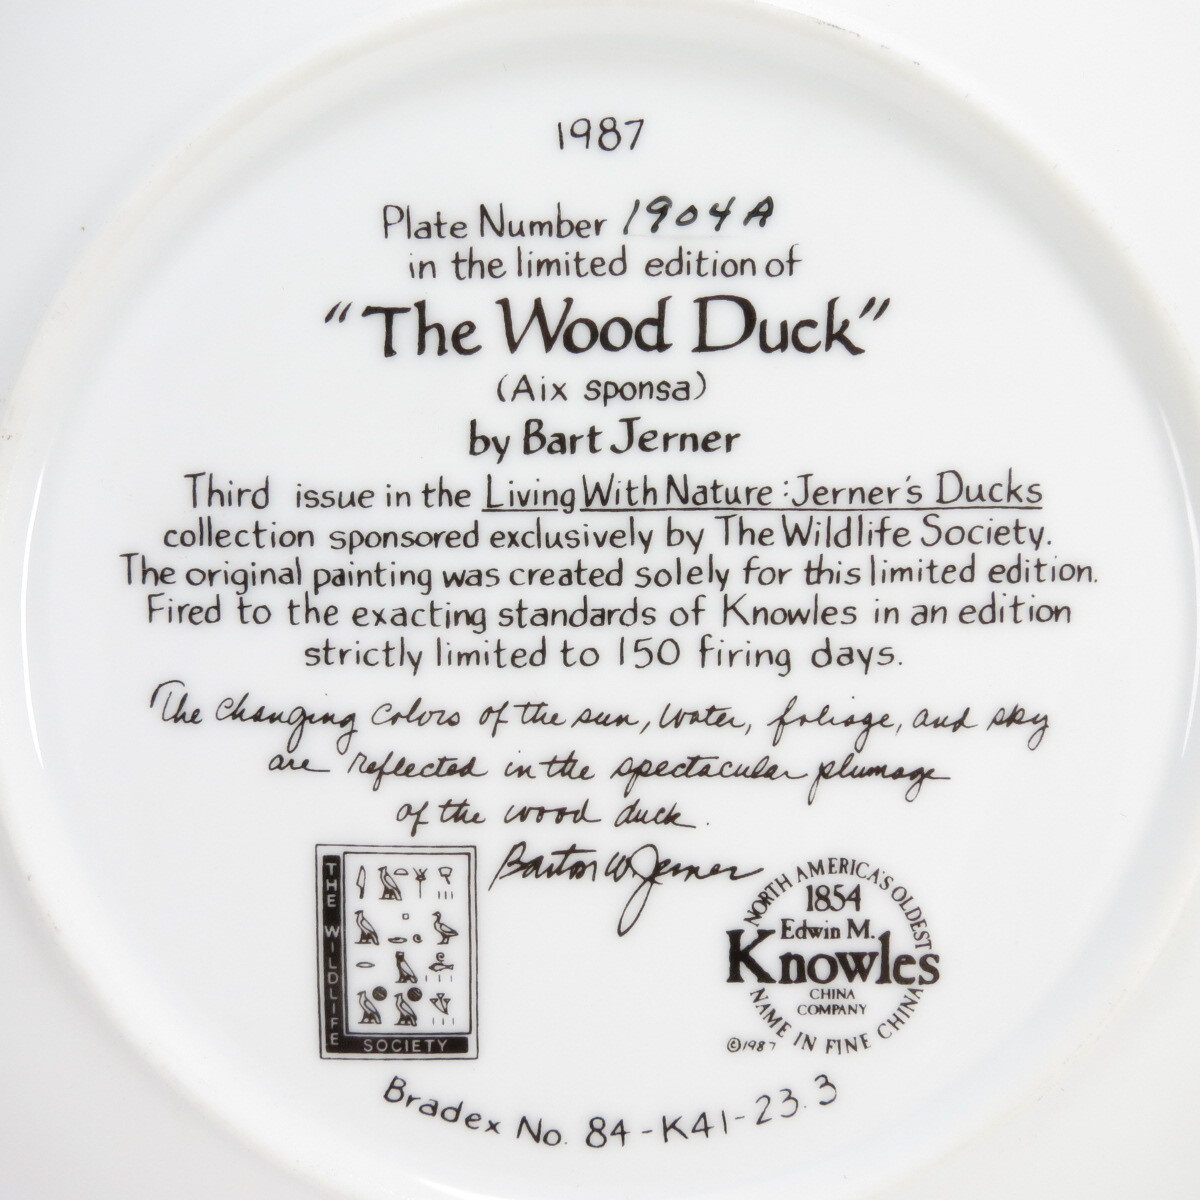 1987
Plate Number 1904A
in the limited edition of
"The Wood Duck"
(Aix sponsa)
by Bart Jerner
Third issue in the Living With Nature: Jerner's Ducks
collection sponsored exclusively by The Wildlife Society.
The original painting was created solely for this limited edition.
Fired to the exacting standards of Knowles in an edition
strictly limited to 150 firing days.
The changing colors of the sun, water, foliage, and sky
are reflected in the spectacular plumage
of the wood duck.
Barton W. Jerner
THE WILDLIFE
SOCIETY
NORTH AMERICA'S OLDEST
1854
Edwin M.
Knowles
CHINA
COMPANY
NAME IN FINE CHINA
©1987
Bradex No. 84-K41-23.3